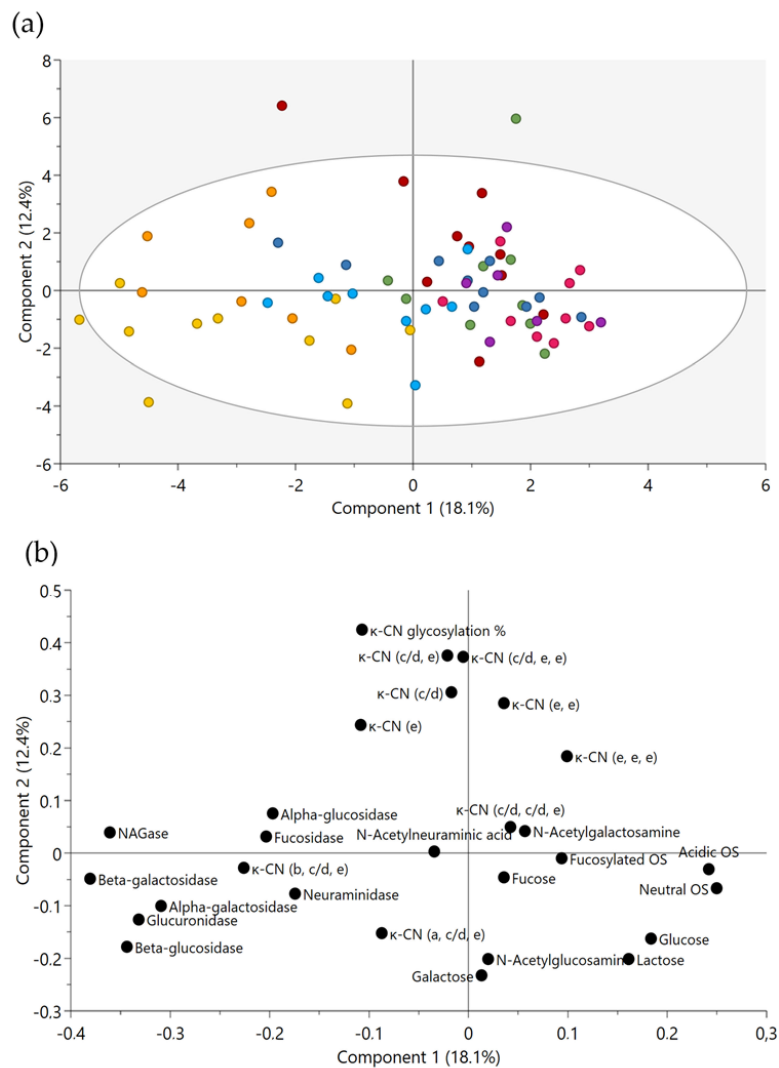 (a)
8
6
4
2
0
-2
-4
-6
Component 2 (12.4%)
-6
-4
-2
0
2
4
6
Component 1 (18.1%)
(b)
0.5
0.4
0.3
0.2
0.1
0
-0.1
-0.2
-0.3
Component 2 (12.4%)
κ-CN glycosylation %
κ-CN (c/d, e)
κ-CN (c/d, e, e)
κ-CN (c/d)
κ-CN (e, e)
κ-CN (e)
κ-CN (e, e, e)
Alpha-glucosidase
κ-CN (c/d, c/d, e)
NAGase
Fucosidase
N-Acetylneuraminic acid
N-Acetylgalactosamine
κ-CN (b, c/d, e)
Fucosylated OS
Acidic OS
Beta-galactosidase
Neuraminidase
Fucose
Neutral OS
Alpha-galactosidase
Glucuronidase
κ-CN (a, c/d, e)
Glucose
Beta-glucosidase
N-Acetylglucosamin
Lactose
Galactose
-0.4
-0.3
-0.2
-0.1
0
0.1
0.2
0,3
Component 1 (18.1%)